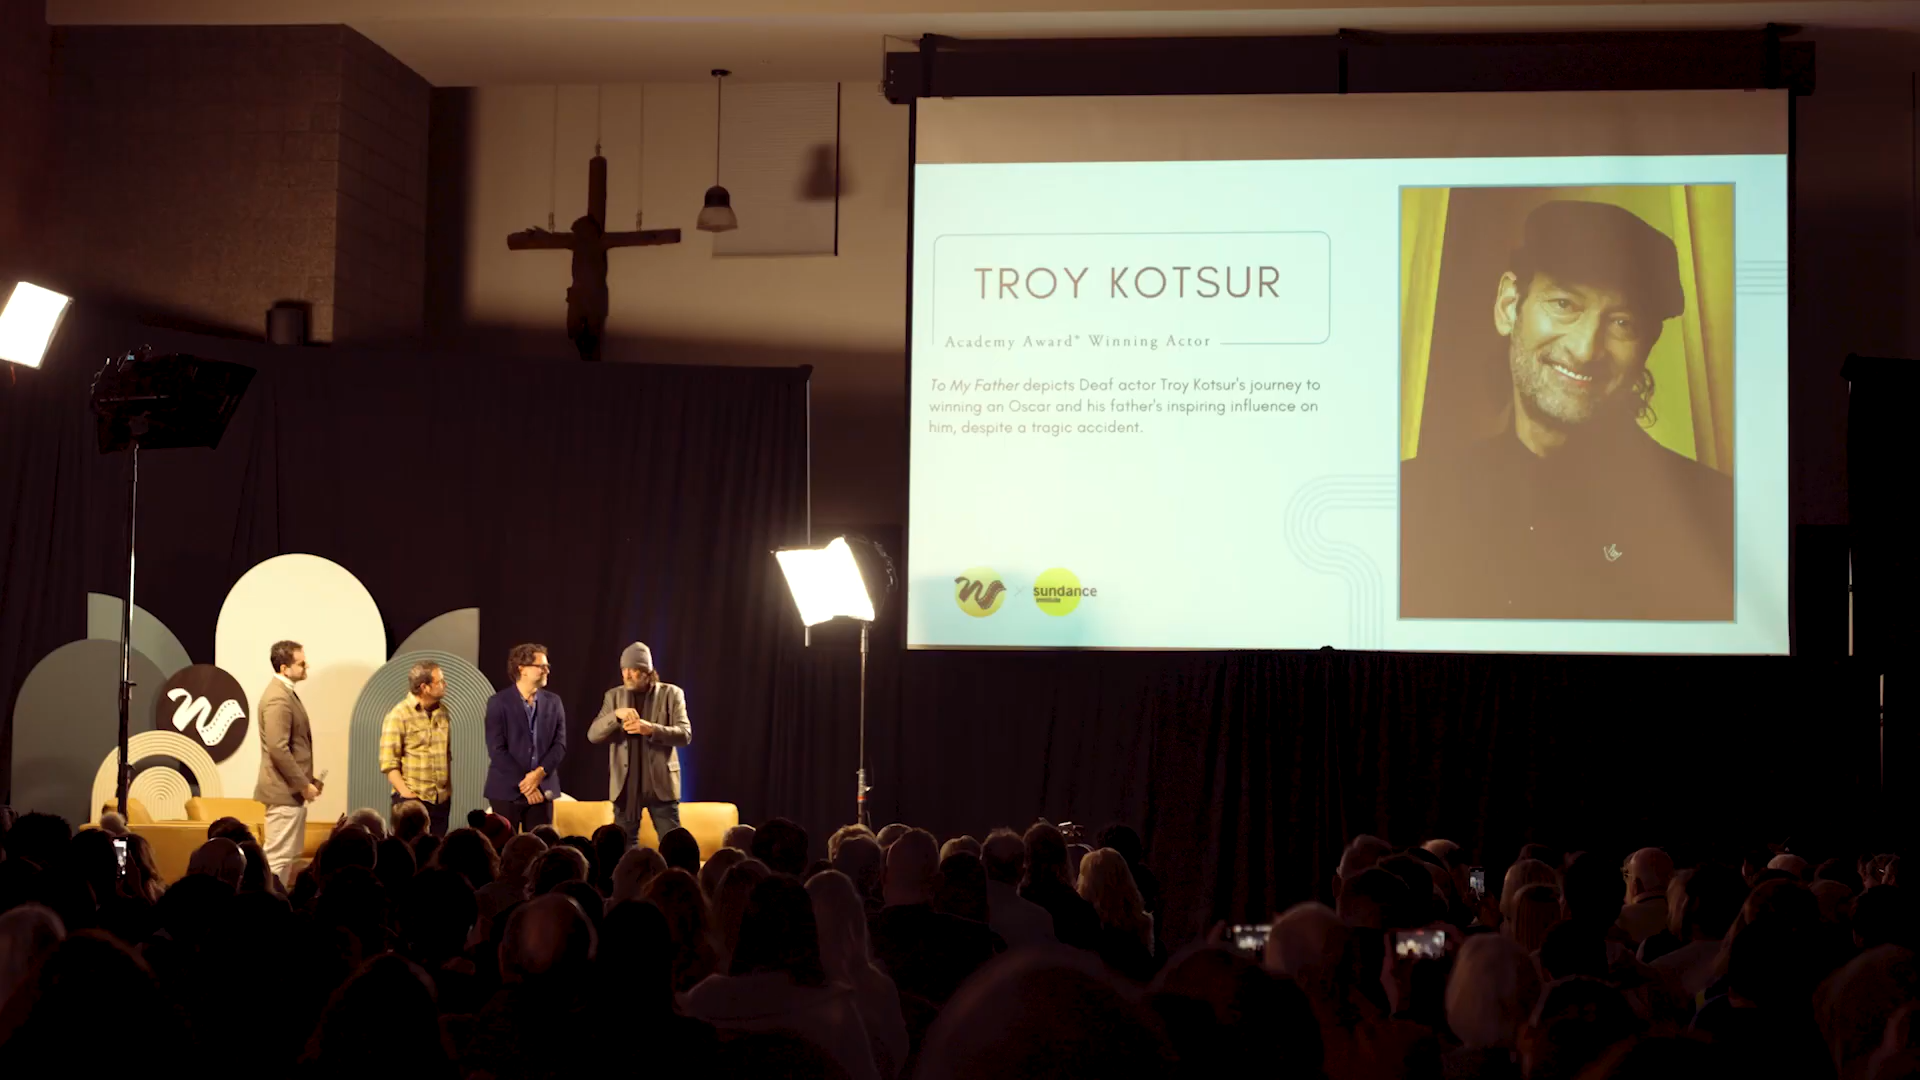 TROY KOTSUR
Academy Award® Winning Actor
To My Father depicts Deaf actor Troy Kotsur's journey to
winning an Oscar and his father's inspiring influence on
him, despite a tragic accident.
sundance
institute